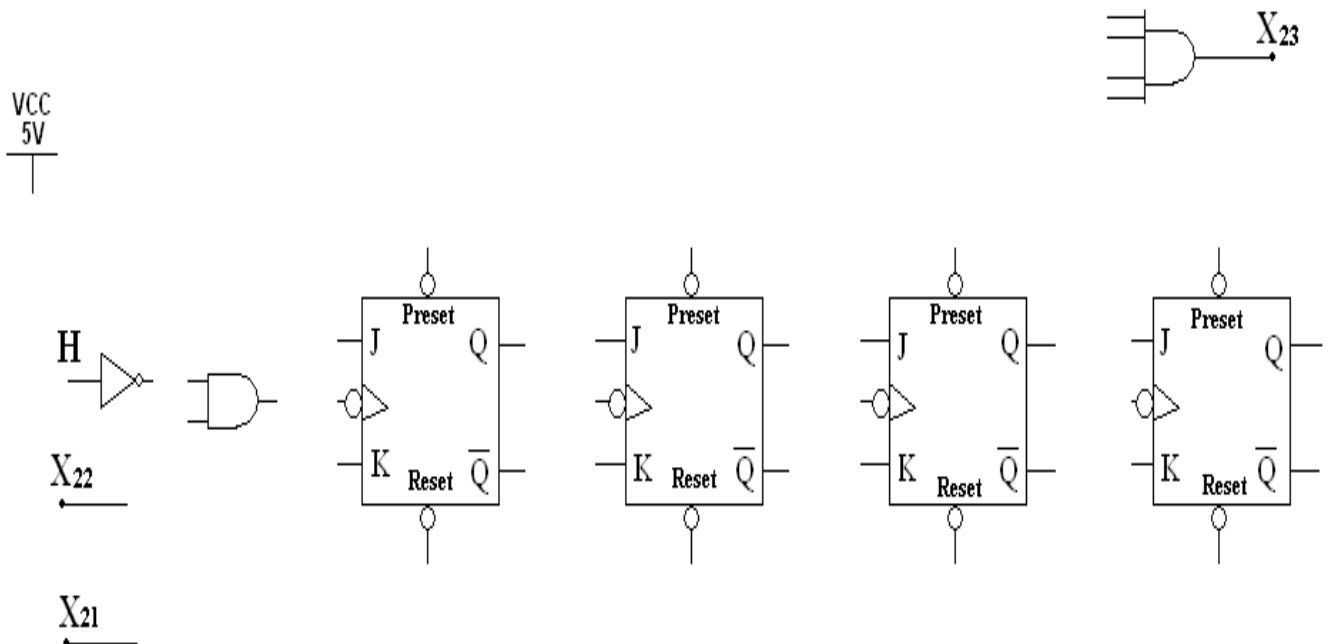 X23
VCC
5V
Preset
Preset
Preset
Preset
H
J Q
J Q
J Q
J Q
K Q̅
K Q̅
K Q̅
K Q̅
Reset
Reset
Reset
Reset
X22
X21